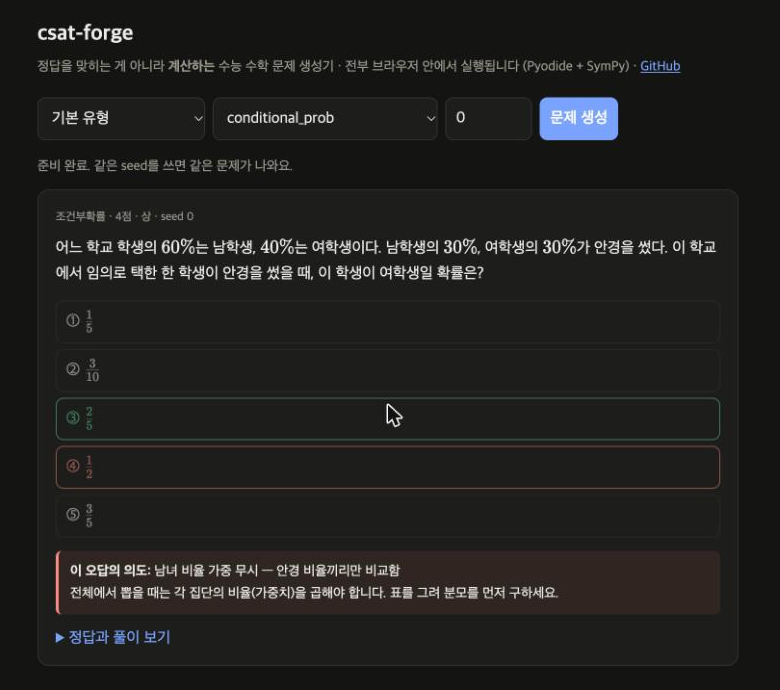 csat-forge
정답을 맞히는 게 아니라 계산하는 수능 수학 문제 생성기 · 전부 브라우저 안에서 실행됩니다 (Pyodide + SymPy) · GitHub
기본 유형 conditional_prob 0 문제 생성
준비 완료. 같은 seed를 쓰면 같은 문제가 나와요.
조건부확률 · 4점 · 상 · seed 0
어느 학교 학생의 60%는 남학생, 40%는 여학생이다. 남학생의 30%, 여학생의 30%가 안경을 썼다. 이 학교
에서 임의로 택한 한 학생이 안경을 썼을 때, 이 학생이 여학생일 확률은?
① 1/5
② 3/10
③ 2/5
④ 1/2
⑤ 3/5
이 오답의 의도: 남녀 비율 가중 무시 — 안경 비율끼리만 비교함
전체에서 뽑을 때는 각 집단의 비율(가중치)을 곱해야 합니다. 표를 그려 분모를 먼저 구하세요.
▶ 정답과 풀이 보기